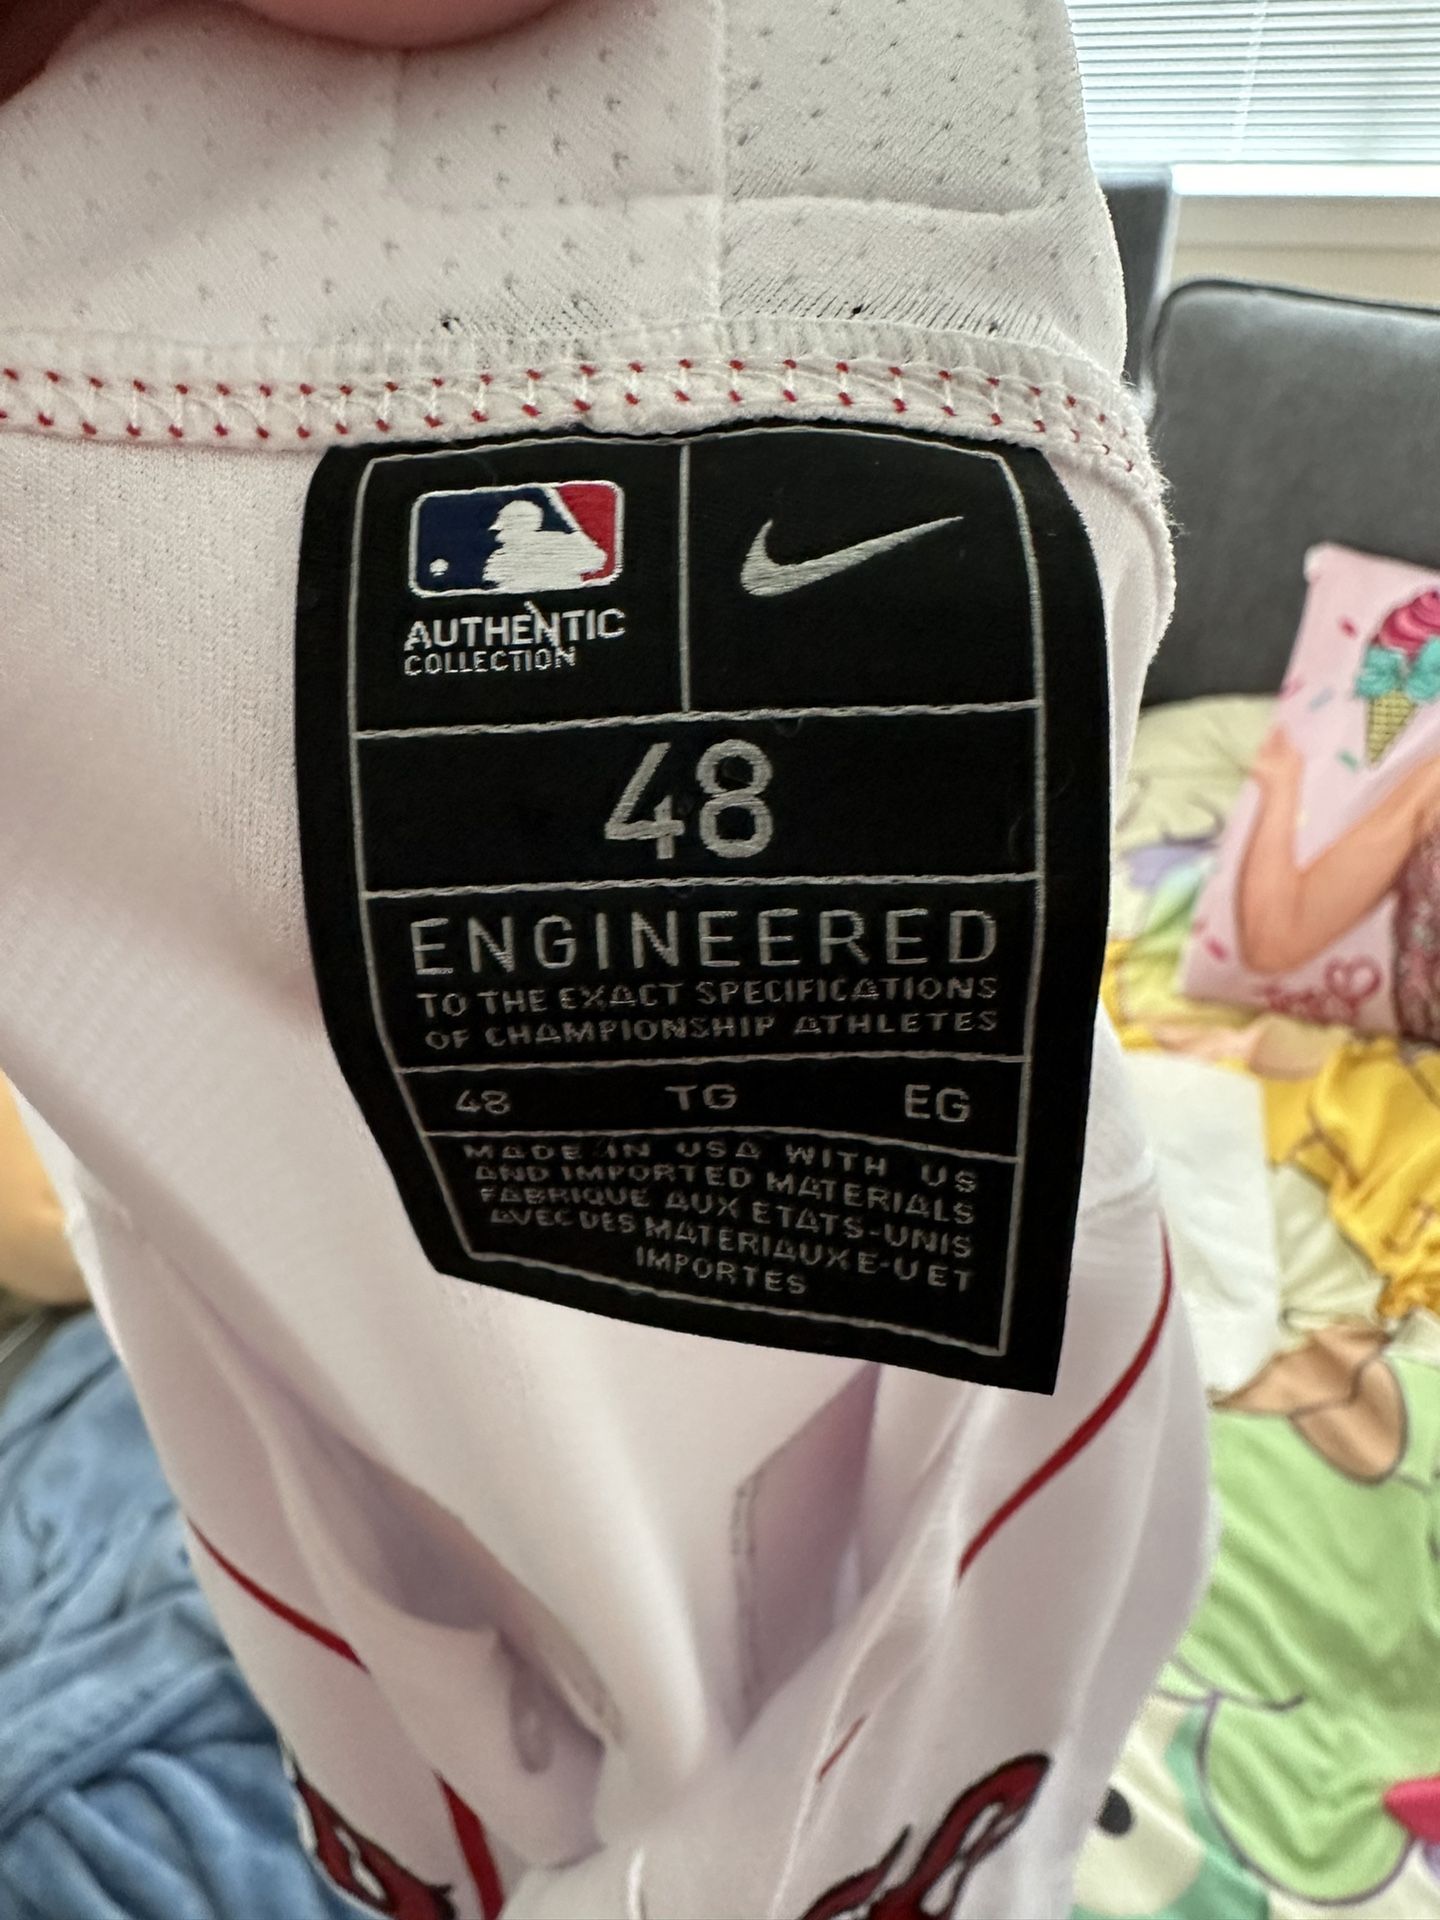 AUTHENTIC
COLLECTION
48
ENGINEERED
TO THE EXACT SPECIFICATIONS
OF CHAMPIONSHIP ATHLETES
48 TG EG
MADE IN USA WITH US
AND IMPORTED MATERIALS
FABRIQUE AUX ETATS-UNIS
AVEC DES MATERIAUX E-U ET
IMPORTES